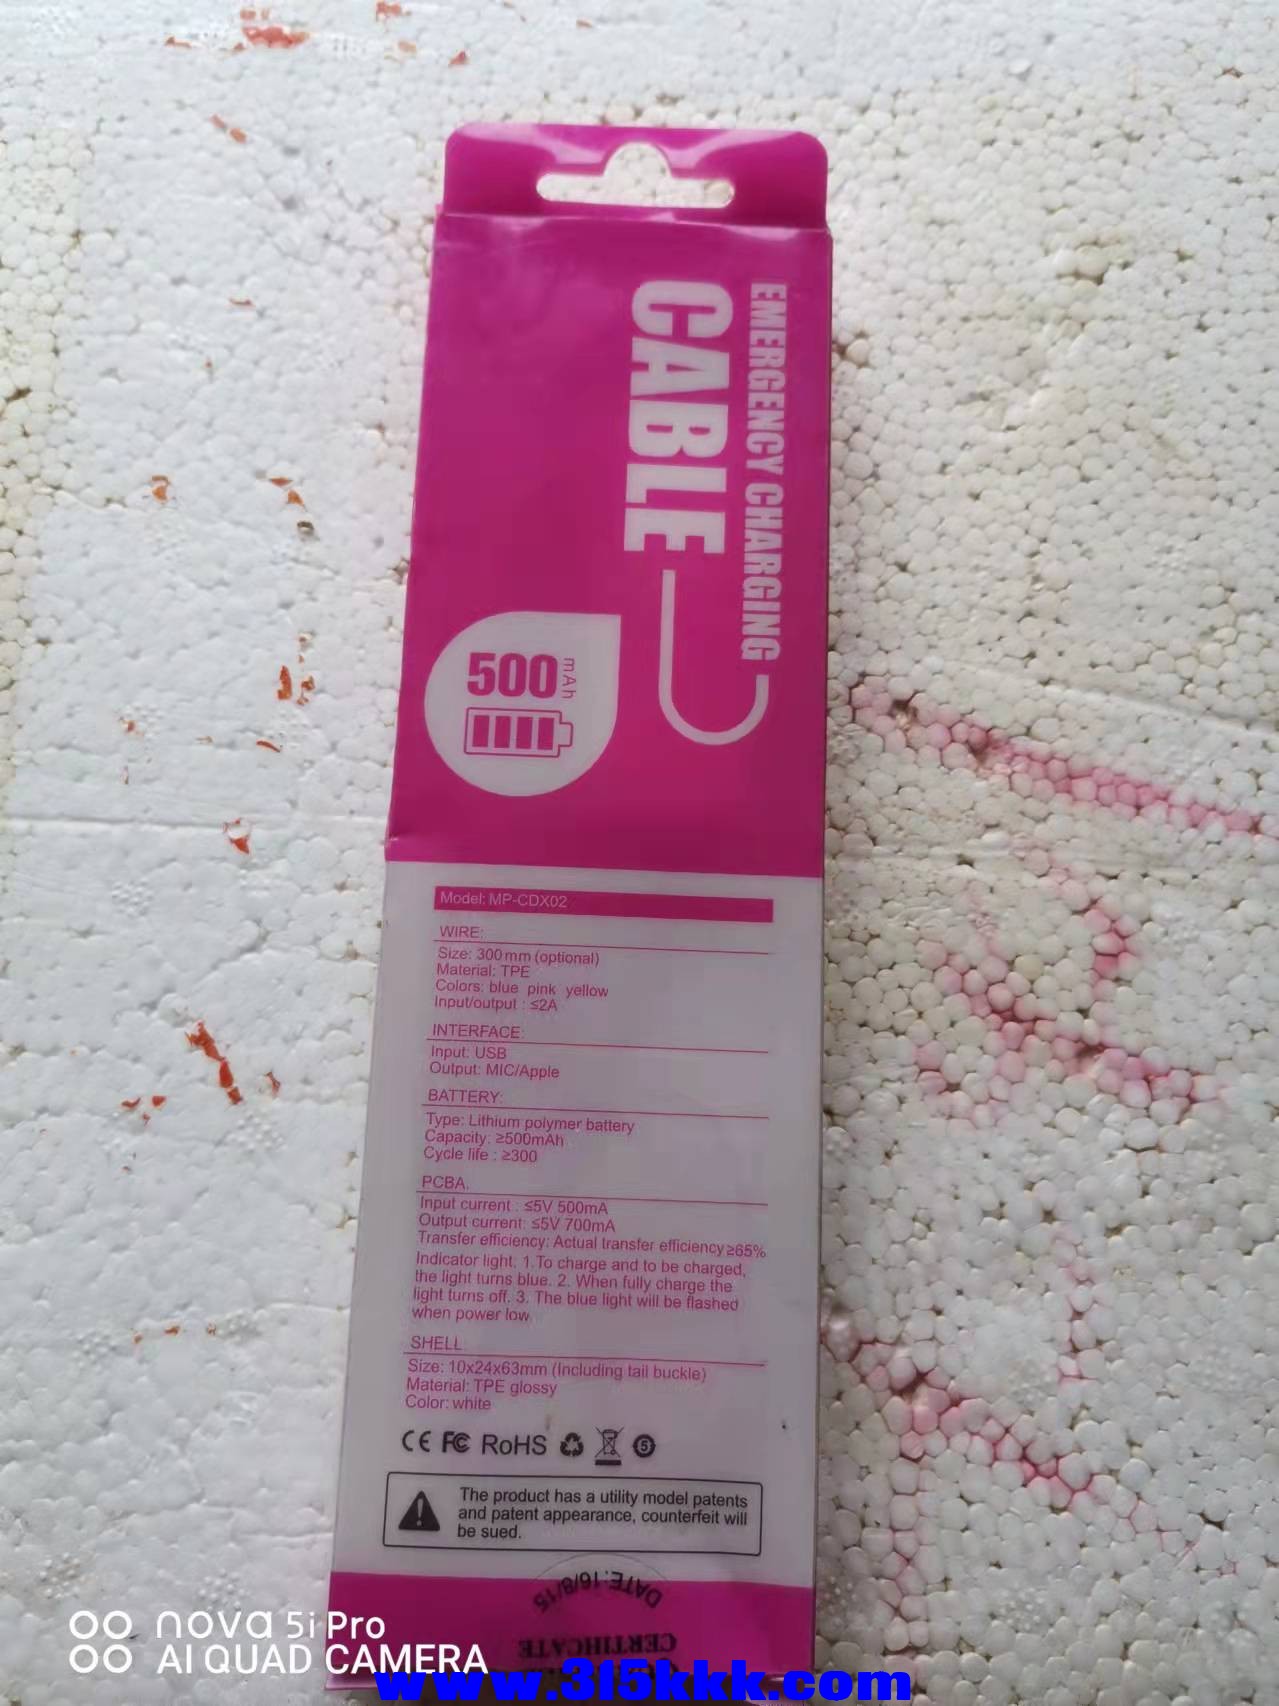 EMERGENCY CHARGING
CABLE
500 mAh
Model: MP-CDX02
WIRE:
Size: 300mm (optional)
Material: TPE
Colors: blue pink yellow
Input/output : ≤2A
INTERFACE:
Input: USB
Output: MIC/Apple
BATTERY:
Type: Lithium polymer battery
Capacity: ≥500mAh
Cycle life : ≥300
PCBA.
Input current : ≤5V 500mA
Output current: ≤5V 700mA
Transfer efficiency: Actual transfer efficiency≥65%
Indicator light. 1.To charge and to be charged,
the light turns blue. 2. When fully charge the
light turns off. 3. The blue light will be flashed
when power low
SHELL
Size: 10x24x63mm (Including tail buckle)
Material: TPE glossy
Color: white
CE FC RoHS 5
The product has a utility model patents
and patent appearance, counterfeit will
be sued.
DATE:16/8/15
CERTIHCATE
nova 5i Pro
AI QUAD CAMERA
www.315kkk.com